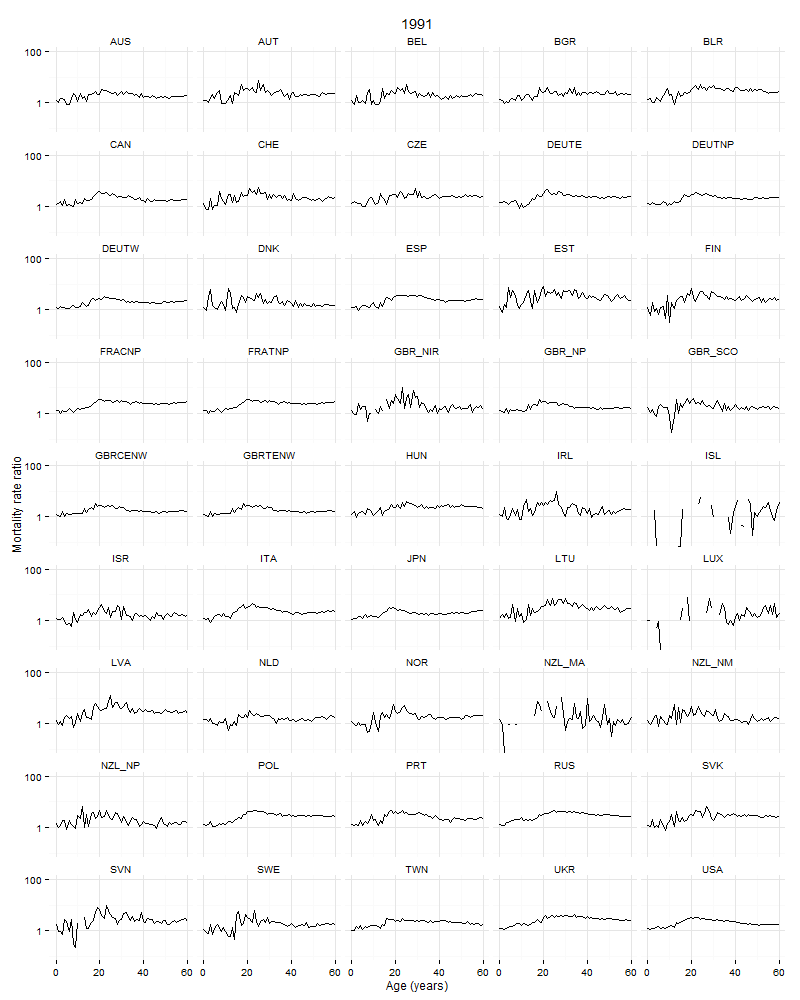 1991
AUS AUT BEL BGR BLR
100
1
CAN CHE CZE DEUTE DEUTNP
100
1
DEUTW DNK ESP EST FIN
100
1
FRACNP FRATNP GBR_NIR GBR_NP GBR_SCO
100
1
GBRCENW GBRTENW HUN IRL ISL
100
1
Mortality rate ratio
ISR ITA JPN LTU LUX
100
1
LVA NLD NOR NZL_MA NZL_NM
100
1
NZL_NP POL PRT RUS SVK
100
1
SVN SWE TWN UKR USA
100
1
0 20 40 60 0 20 40 60 0 20 40 60 0 20 40 60 0 20 40 60
Age (years)